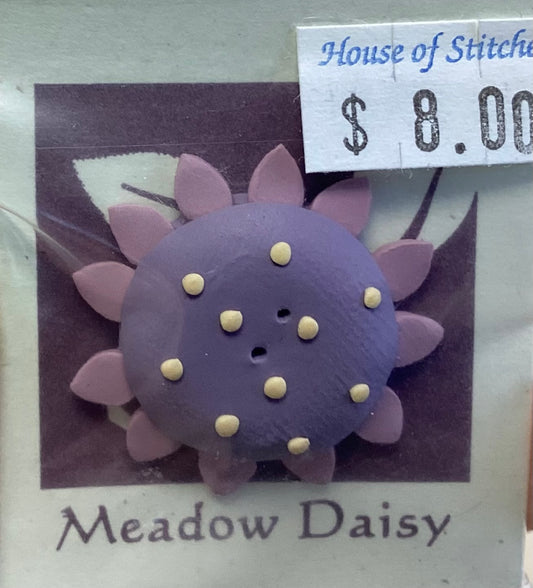 House of Stitche
$ 8.00
Meadow Daisy